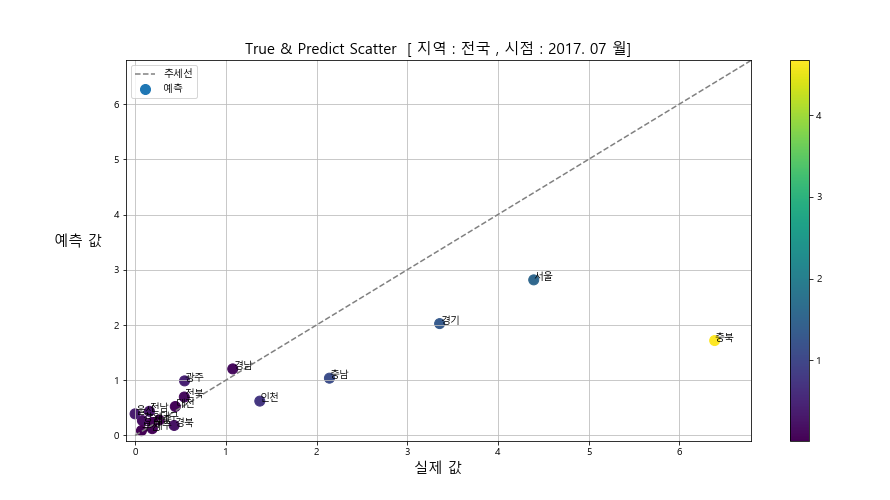 True & Predict Scatter [ 지역 : 전국 , 시점 : 2017. 07 월]
주세선
예측
6
5
4
3
2
1
0
4
3
2
1
예측 값
서울
경기
충북
경남
충남
광주
인천
전북
대전
전남
경북
0
1
2
3
4
5
6
실제 값